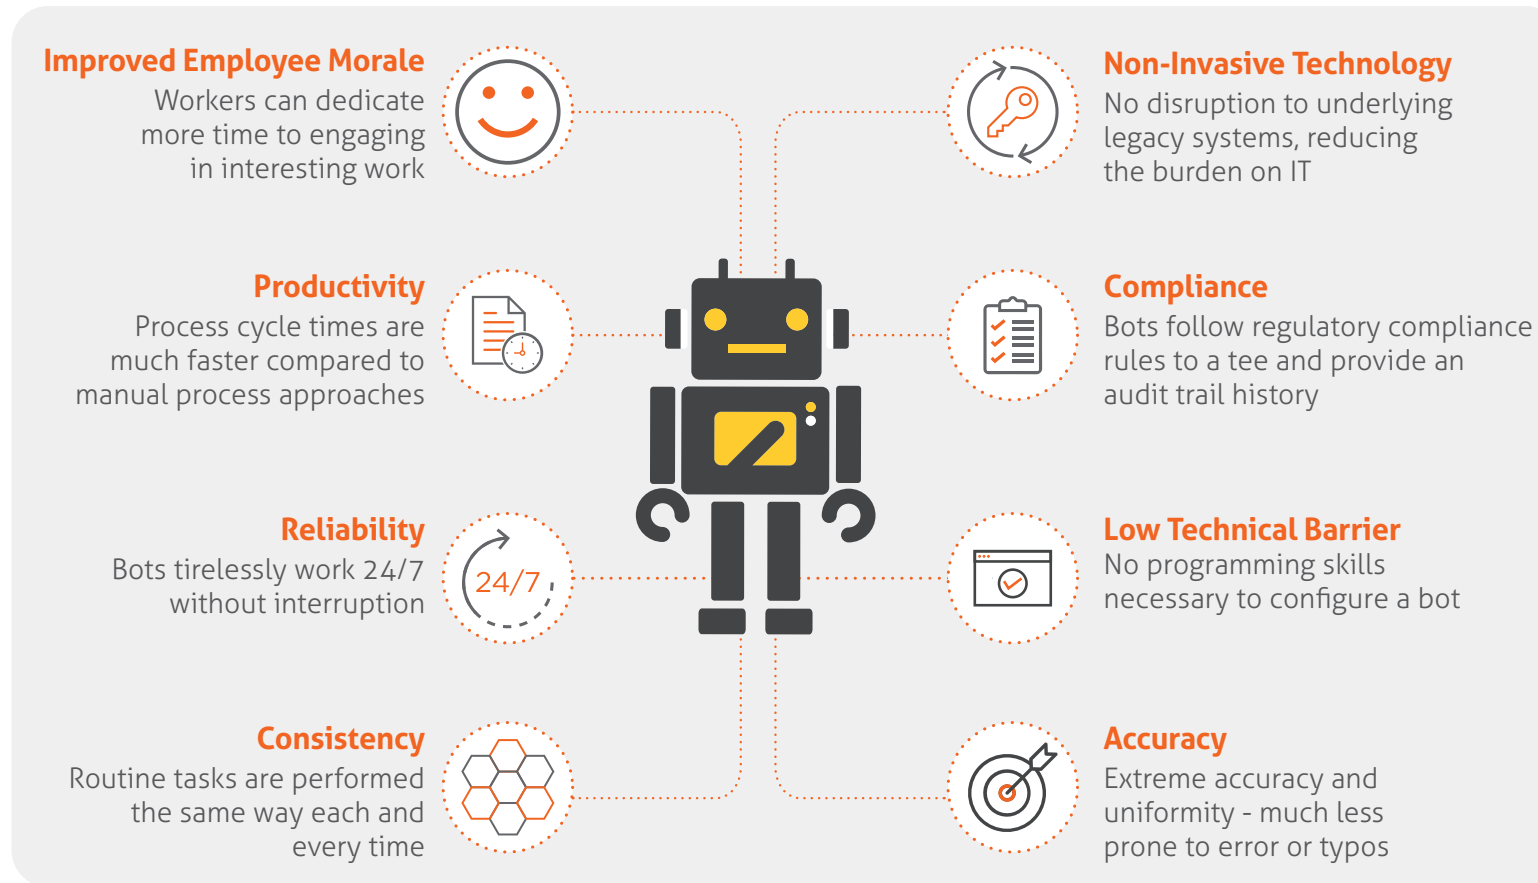 Improved Employee Morale
Workers can dedicate
more time to engaging
in interesting work
Productivity
Process cycle times are
much faster compared to
manual process approaches
Reliability
Bots tirelessly work 24/7
without interruption
24/7
Consistency
Routine tasks are performed
the same way each and
every time
Non-Invasive Technology
No disruption to underlying
legacy systems, reducing
the burden on IT
Compliance
Bots follow regulatory compliance
rules to a tee and provide an
audit trail history
Low Technical Barrier
No programming skills
necessary to configure a bot
Accuracy
Extreme accuracy and
uniformity - much less
prone to error or typos